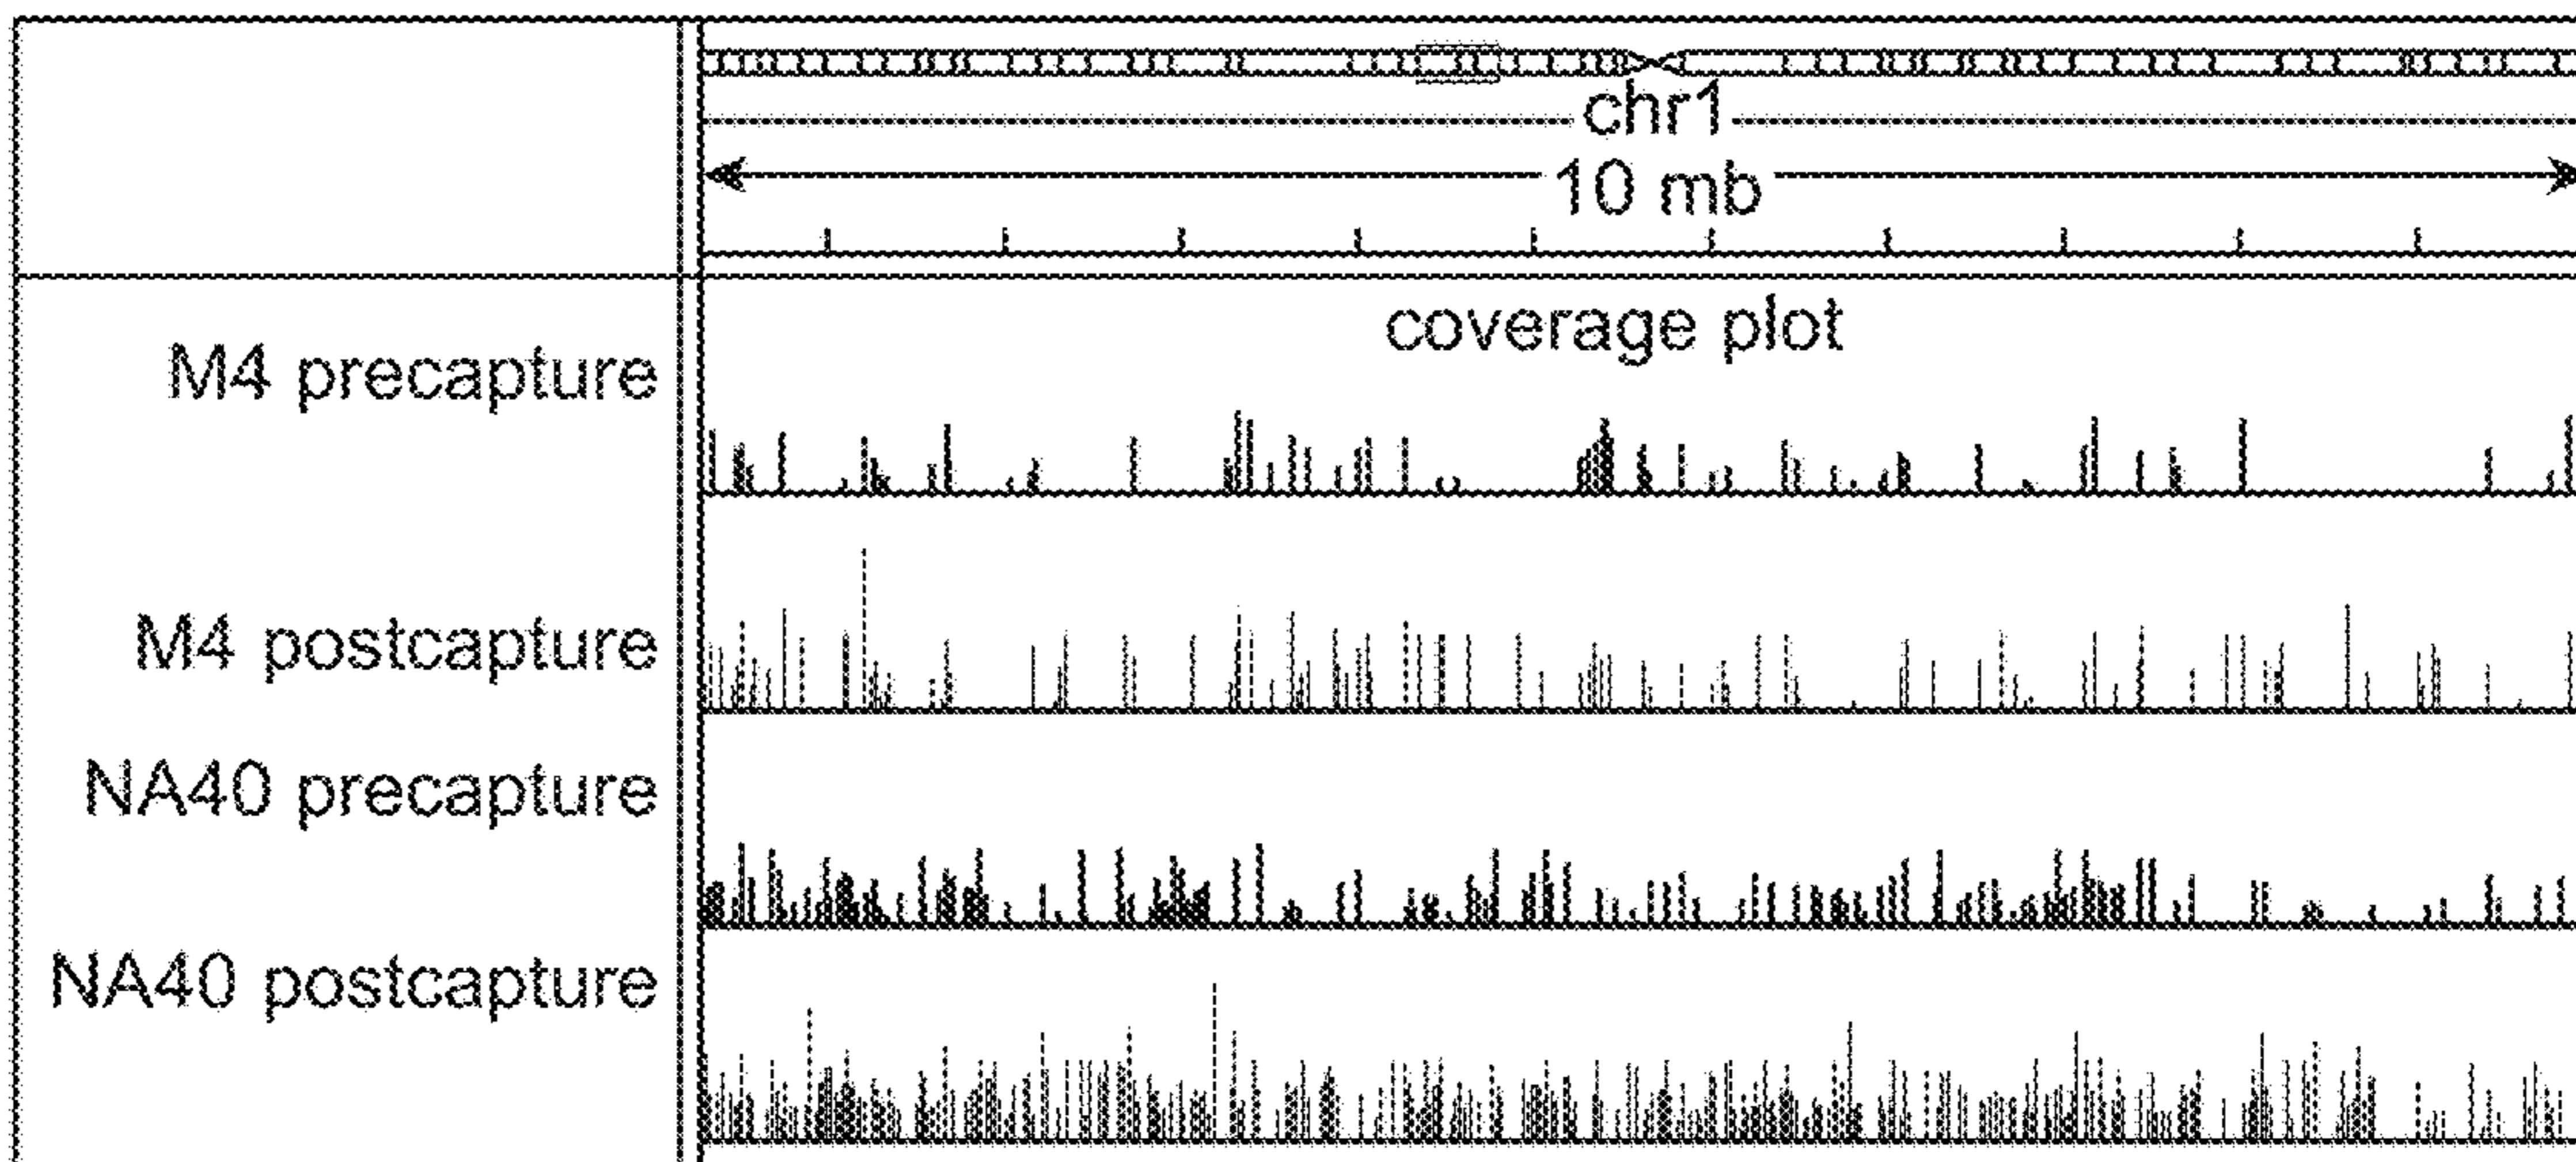 chr1
10 mb
coverage plot
M4 precapture
M4 postcapture
NA40 precapture
NA40 postcapture